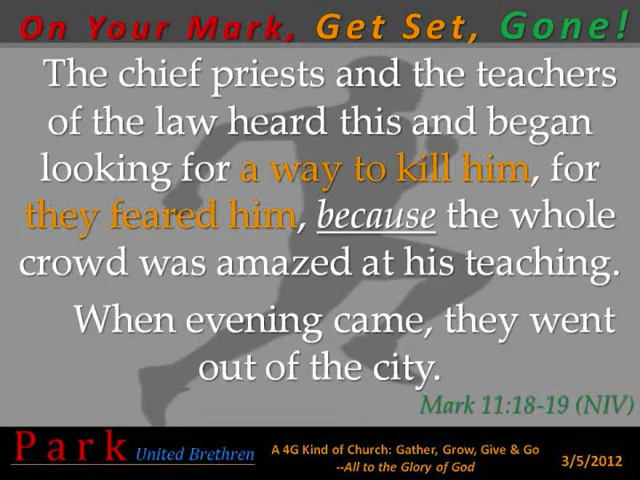 On Your Mark, Get Set, Gone!
The chief priests and the teachers
of the law heard this and began
looking for a way to kill him, for
they feared him, because the whole
crowd was amazed at his teaching.
When evening came, they went
out of the city.
Mark 11:18-19 (NIV)
Park United Brethren
A 4G Kind of Church: Gather, Grow, Give & Go
--All to the Glory of God
3/5/2012